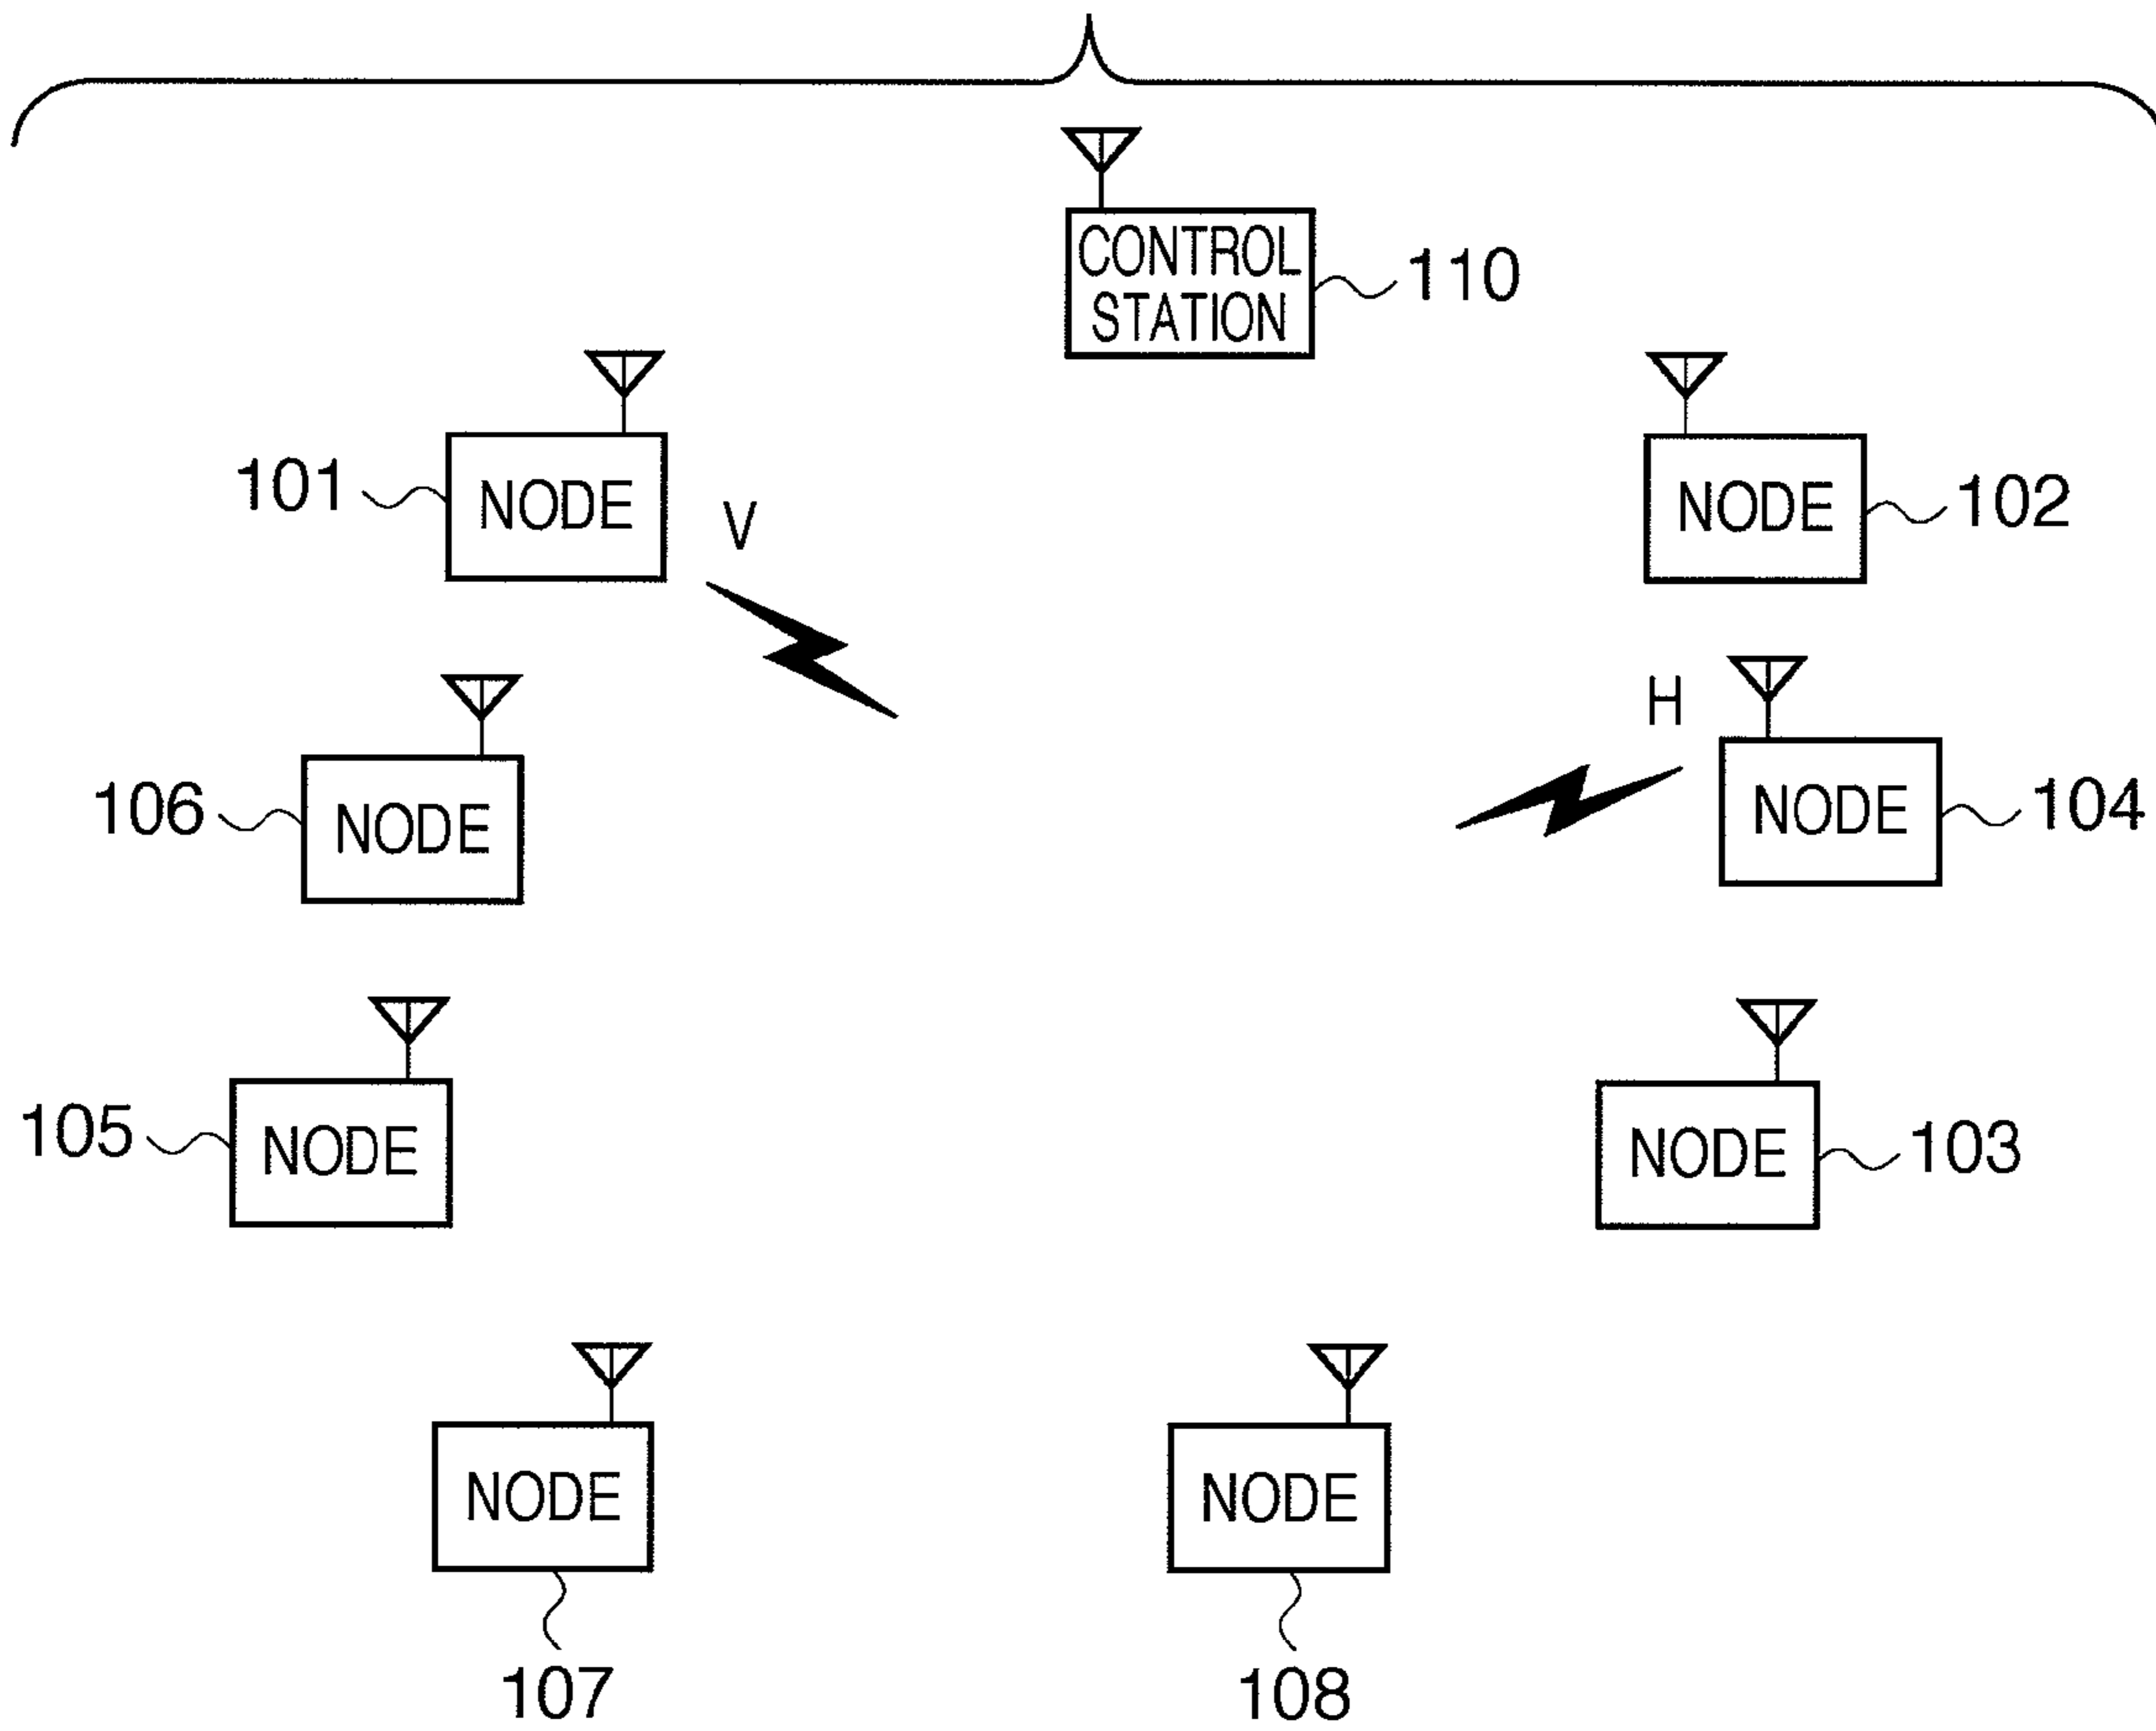 CONTROL
STATION
110
101
NODE
V
NODE
102
H
106
NODE
NODE
104
105
NODE
NODE
103
NODE
NODE
107
108